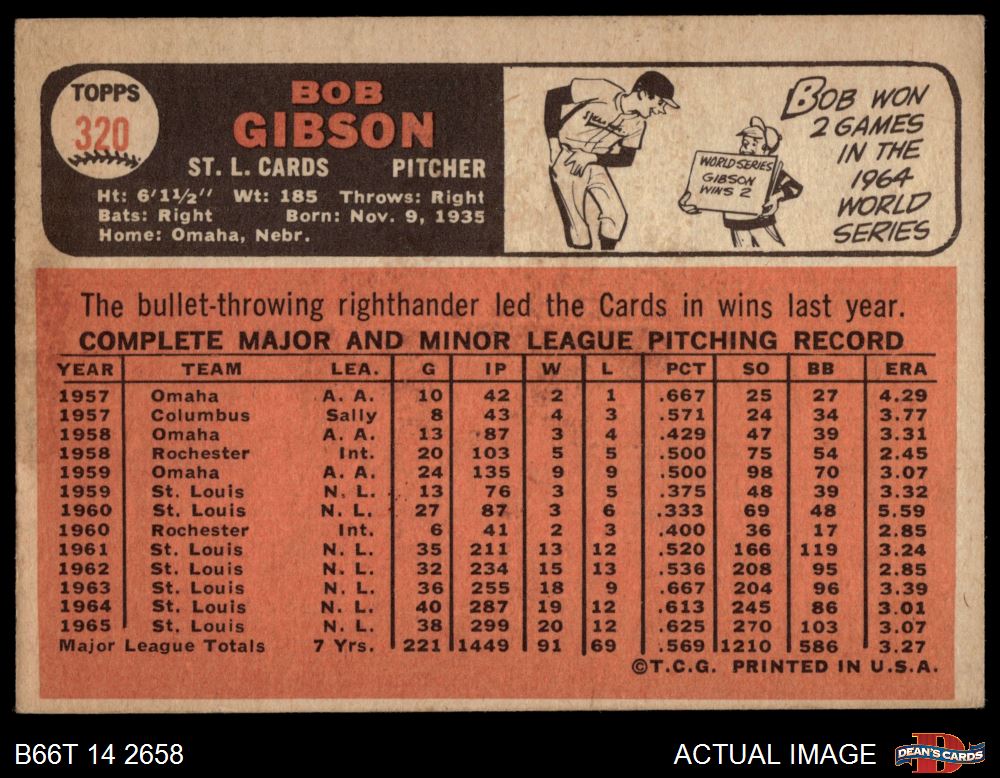 TOPPS
320
BOB
GIBSON
ST. L. CARDS PITCHER
Ht: 6'1½" Wt: 185 Throws: Right
Bats: Right Born: Nov. 9, 1935
Home: Omaha, Nebr.
WORLD SERIES
GIBSON
WINS 2
BOB WON
2 GAMES
IN THE
1964
WORLD
SERIES
The bullet-throwing righthander led the Cards in wins last year.
COMPLETE MAJOR AND MINOR LEAGUE PITCHING RECORD
YEAR TEAM LEA. G IP W L PCT SO BB ERA
1957 Omaha A. A. 10 42 2 1 .667 25 27 4.29
1957 Columbus Sally 8 43 4 3 .571 24 34 3.77
1958 Omaha A. A. 13 87 3 4 .429 47 39 3.31
1958 Rochester Int. 20 103 5 5 .500 75 54 2.45
1959 Omaha A. A. 24 135 9 9 .500 98 70 3.07
1959 St. Louis N. L. 13 76 3 5 .375 48 39 3.32
1960 St. Louis N. L. 27 87 3 6 .333 69 48 5.59
1960 Rochester Int. 6 41 2 3 .400 36 17 2.85
1961 St. Louis N. L. 35 211 13 12 .520 166 119 3.24
1962 St. Louis N. L. 32 234 15 13 .536 208 95 2.85
1963 St. Louis N. L. 36 255 18 9 .667 204 96 3.39
1964 St. Louis N. L. 40 287 19 12 .613 245 86 3.01
1965 St. Louis N. L. 38 299 20 12 .625 270 103 3.07
Major League Totals 7 Yrs. 221 1449 91 69 .569 1210 586 3.27
©T.C.G. PRINTED IN U.S.A.
B66T 14 2658 ACTUAL IMAGE
DEAN'S CARDS